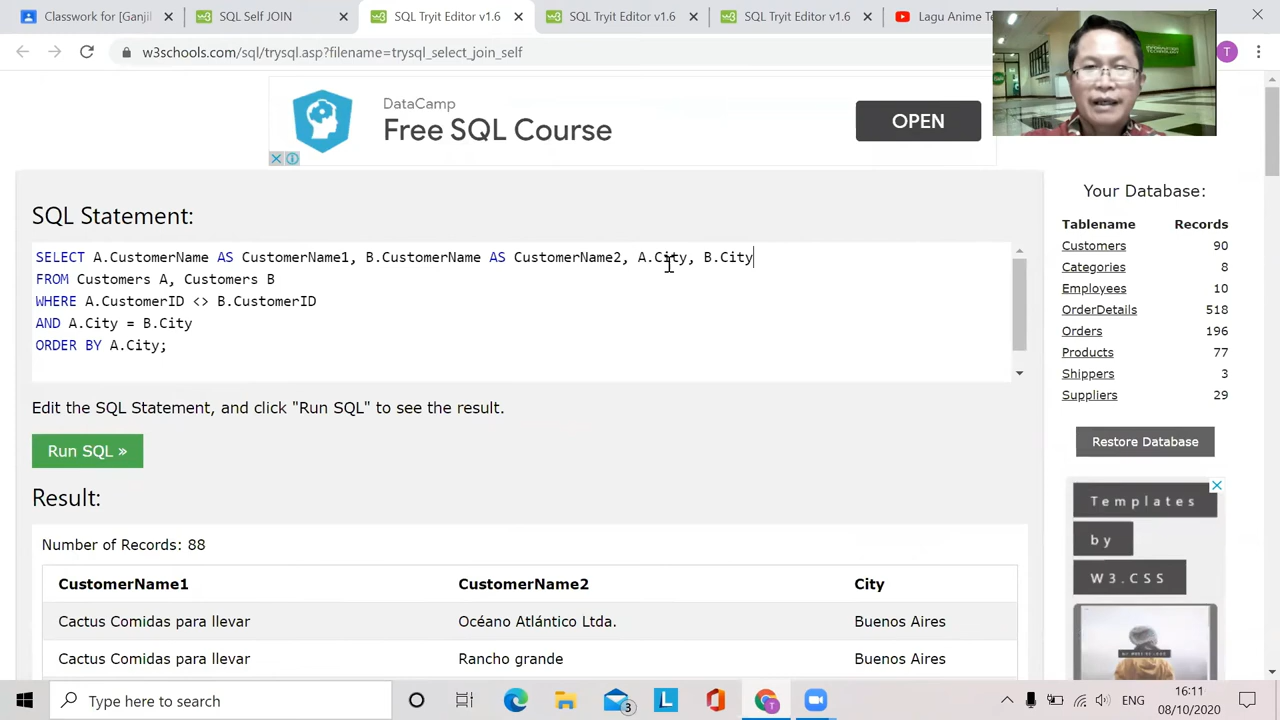 Classroom for [Ganjil
SQL Self JOIN
SQL Tryit Editor v1.6
SQL Tryit Editor v1.6
SQL Tryit Editor v1.6
Lagu Anime Te
w3schools.com/sql/trysql.asp?filename=trysql_select_join_self
T
DataCamp
Free SQL Course
OPEN
SQL Statement:
SELECT A.CustomerName AS CustomerName1, B.CustomerName AS CustomerName2, A.City, B.City
FROM Customers A, Customers B
WHERE A.CustomerID <> B.CustomerID
AND A.City = B.City
ORDER BY A.City;
Edit the SQL Statement, and click "Run SQL" to see the result.
Run SQL »
Result:
Number of Records: 88
CustomerName1 CustomerName2 City
Cactus Comidas para llevar Océano Atlántico Ltda. Buenos Aires
Cactus Comidas para llevar Rancho grande Buenos Aires
Your Database:
Tablename Records
Customers 90
Categories 8
Employees 10
OrderDetails 518
Orders 196
Products 77
Shippers 3
Suppliers 29
Restore Database
Templates
by
W3.CSS
Type here to search
3
L
T
ENG
16:11
08/10/2020